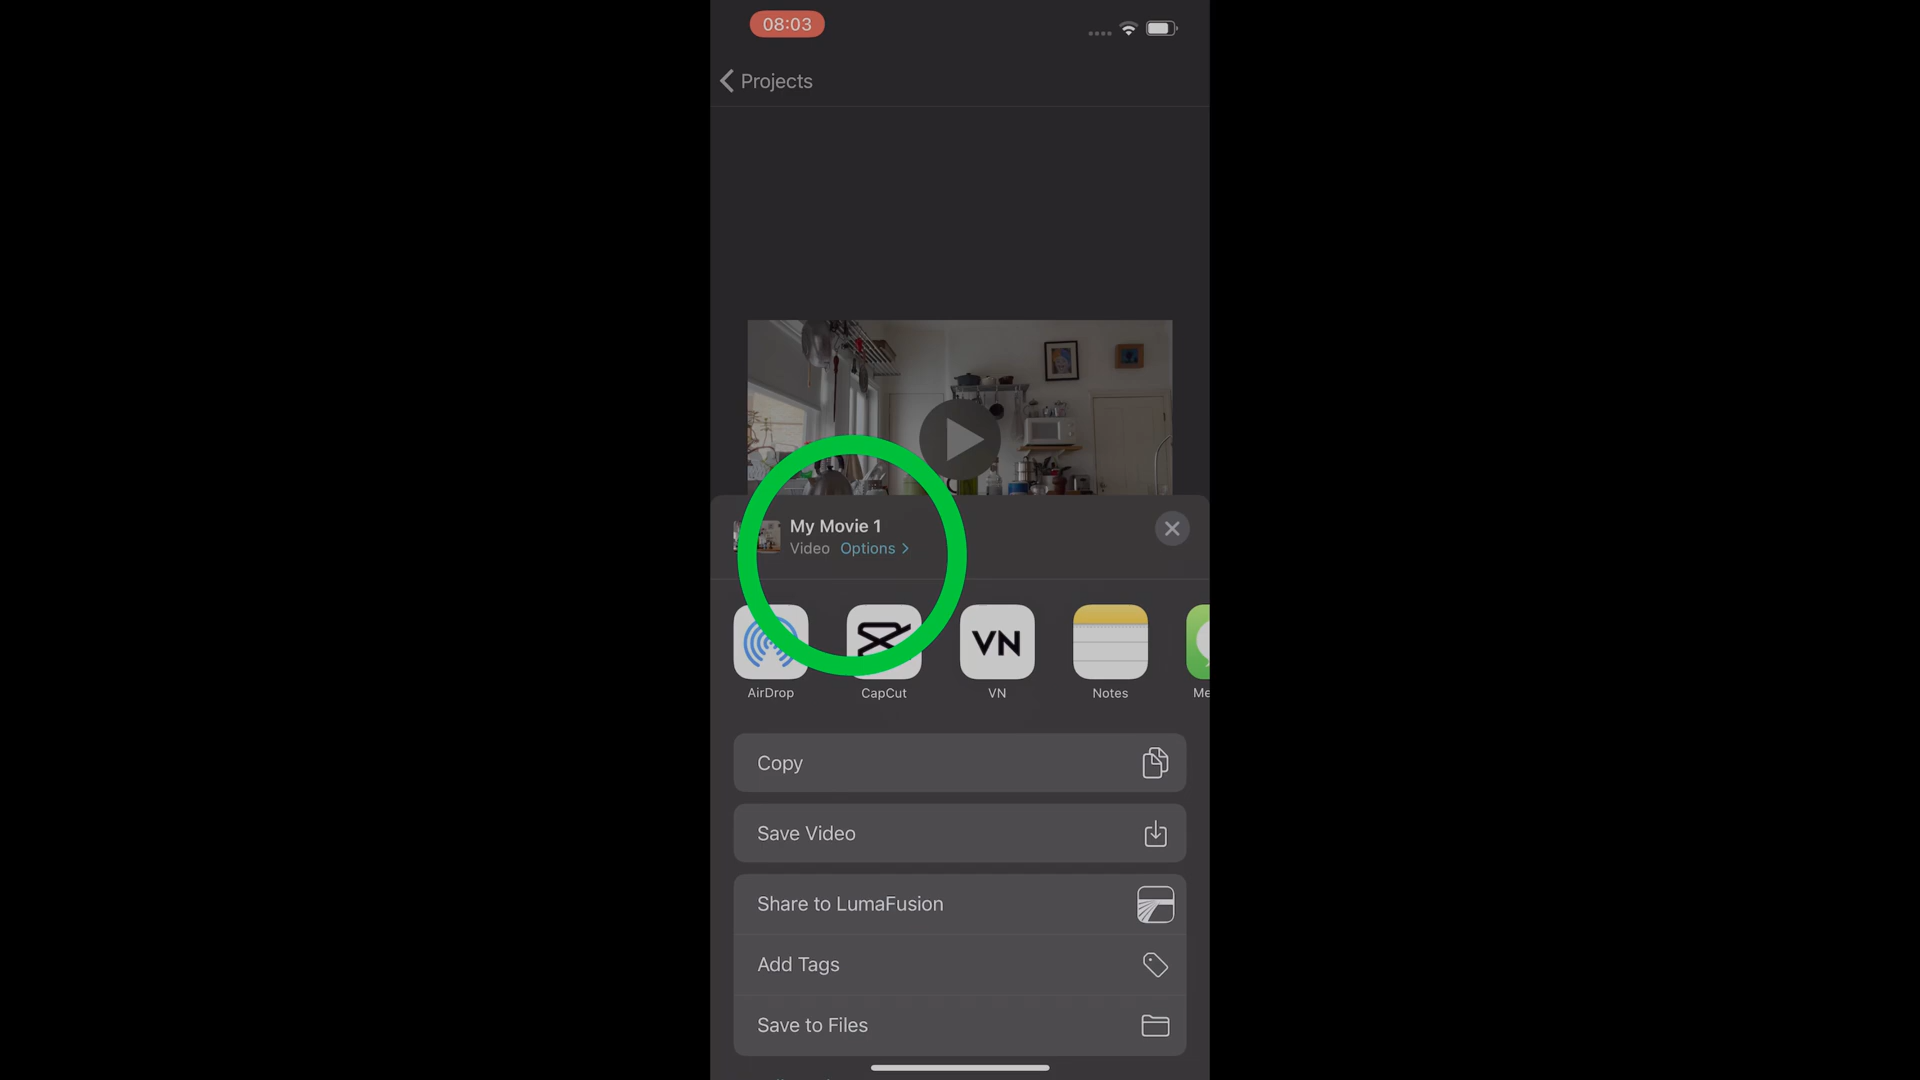 08:03
Projects
My Movie 1
Video Options
AirDrop
CapCut
VN
VN
Notes
Me
Copy
Save Video
Share to LumaFusion
Add Tags
Save to Files